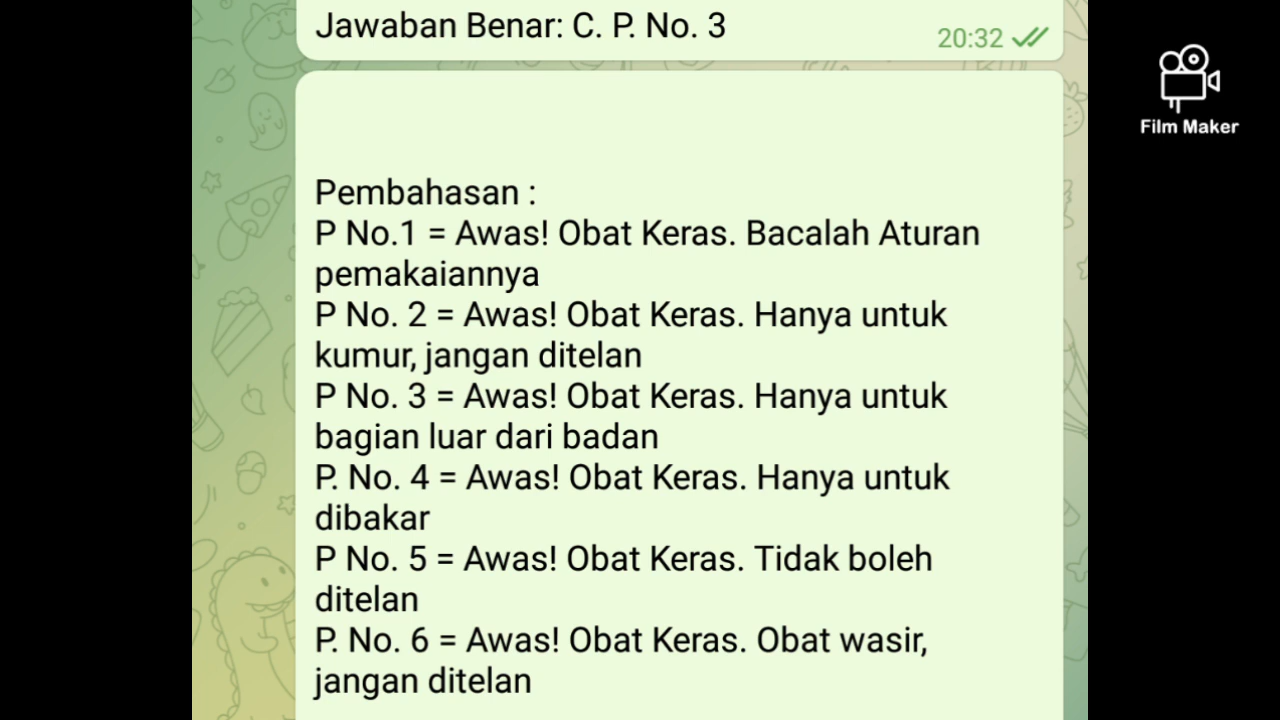 Jawaban Benar: C. P. No. 3
20:32
Film Maker
Pembahasan :
P No.1 = Awas! Obat Keras. Bacalah Aturan
pemakaiannya
P No. 2 = Awas! Obat Keras. Hanya untuk
kumur, jangan ditelan
P No. 3 = Awas! Obat Keras. Hanya untuk
bagian luar dari badan
P. No. 4 = Awas! Obat Keras. Hanya untuk
dibakar
P No. 5 = Awas! Obat Keras. Tidak boleh
ditelan
P. No. 6 = Awas! Obat Keras. Obat wasir,
jangan ditelan